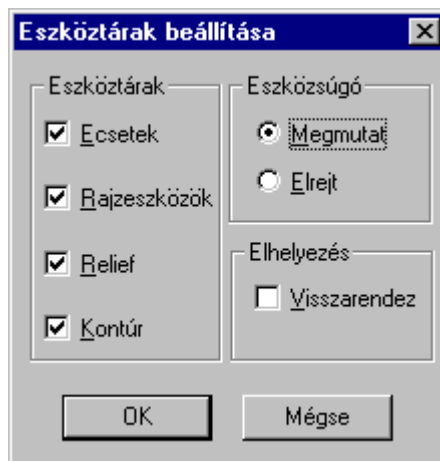 Eszköztárak beállítása
Eszköztárak
Ecsetek
Rajzeszközök
Relief
Kontúr
Eszközsúgó
Megmutat
Elrejt
Elhelyezés
Visszarendez
OK
Mégse